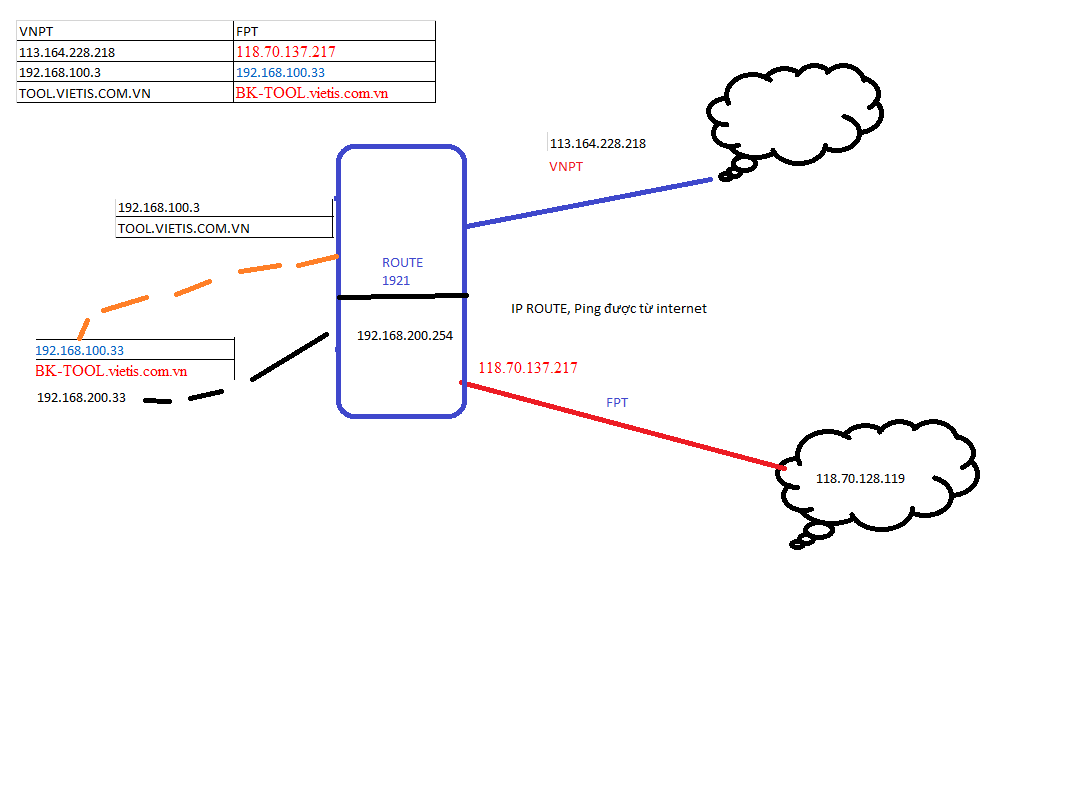 VNPT FPT
113.164.228.218 118.70.137.217
192.168.100.3 192.168.100.33
TOOL.VIETIS.COM.VN BK-TOOL.vietis.com.vn
113.164.228.218
VNPT
192.168.100.3
TOOL.VIETIS.COM.VN
ROUTE
1921
IP ROUTE, Ping được từ internet
192.168.200.254
192.168.100.33
BK-TOOL.vietis.com.vn
192.168.200.33
118.70.137.217
FPT
118.70.128.119